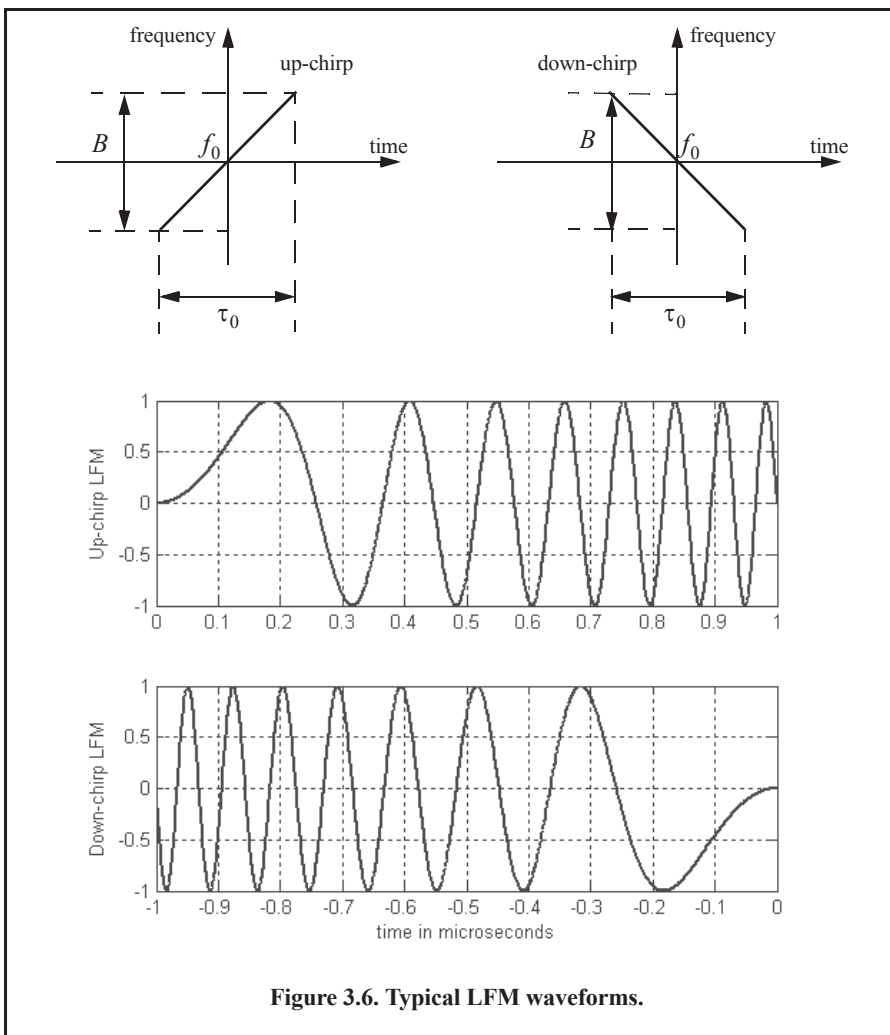 frequency
up-chirp
B
f0
time
τ0
frequency
down-chirp
B
f0
time
τ0
Up-chirp LFM
1
0.5
0
-0.5
-1
0 0.1 0.2 0.3 0.4 0.5 0.6 0.7 0.8 0.9 1
Down-chirp LFM
1
0.5
0
-0.5
-1
-1 -0.9 -0.8 -0.7 -0.6 -0.5 -0.4 -0.3 -0.2 -0.1 0
time in microseconds
Figure 3.6. Typical LFM waveforms.